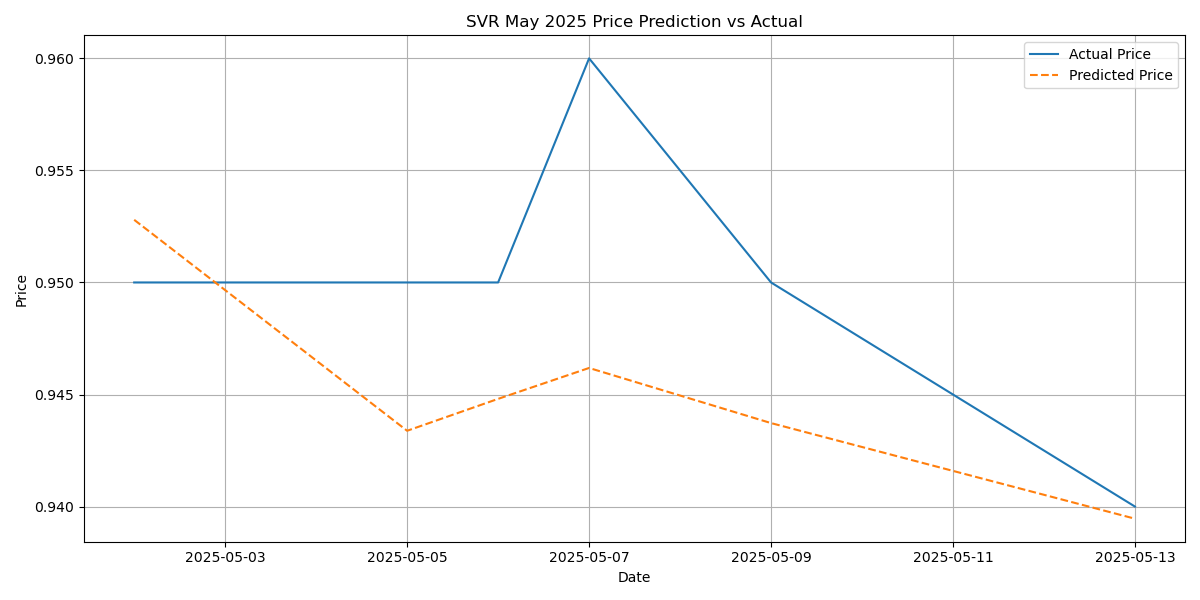 SVR May 2025 Price Prediction vs Actual
Actual Price
Predicted Price
0.960
0.955
0.950
0.945
0.940
Price
2025-05-03
2025-05-05
2025-05-07
2025-05-09
2025-05-11
2025-05-13
Date